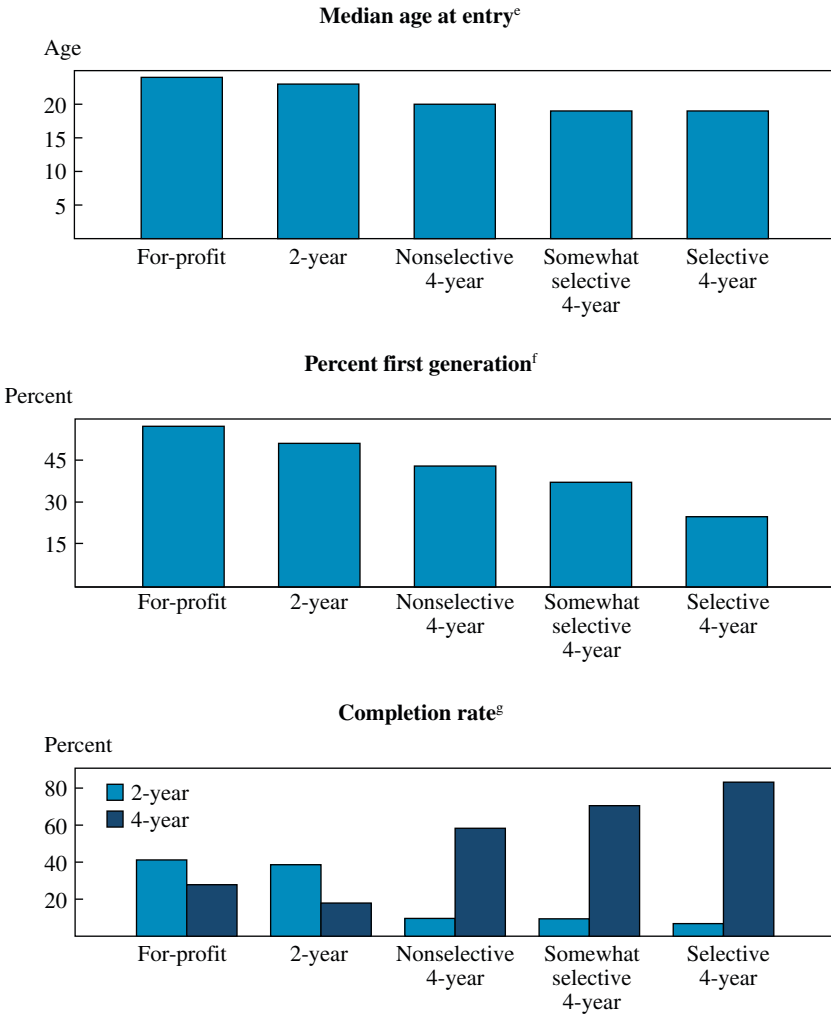 Median age at entryᵉ
Age
20
15
10
5
For-profit 2-year Nonselective Somewhat Selective
4-year selective 4-year
4-year
Percent first generationᶠ
Percent
45
30
15
For-profit 2-year Nonselective Somewhat Selective
4-year selective 4-year
4-year
Completion rateᵍ
Percent
80 2-year
60 4-year
40
20
For-profit 2-year Nonselective Somewhat Selective
4-year selective 4-year
4-year